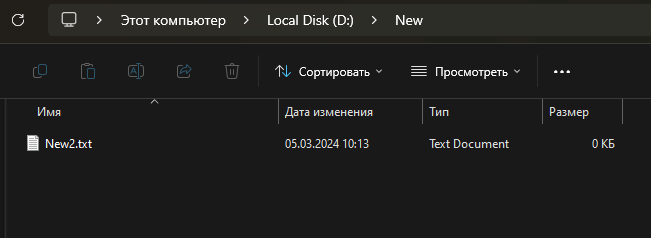 Этот компьютер Local Disk (D:) New
Сортировать Просмотреть
Имя Дата изменения Тип Размер
New2.txt 05.03.2024 10:13 Text Document 0 КБ